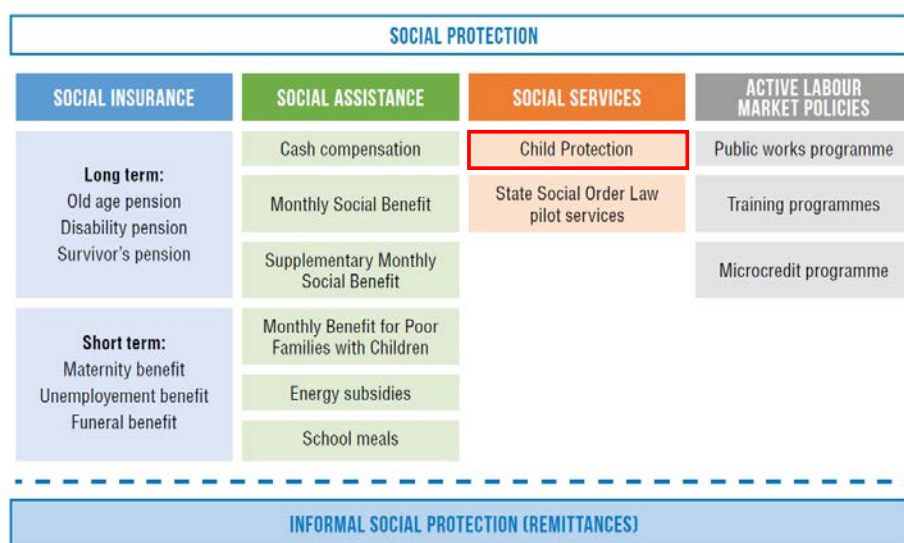 SOCIAL PROTECTION
SOCIAL INSURANCE
Long term:
Old age pension
Disability pension
Survivor's pension
Short term:
Maternity benefit
Unemployement benefit
Funeral benefit
SOCIAL ASSISTANCE
Cash compensation
Monthly Social Benefit
Supplementary Monthly
Social Benefit
Monthly Benefit for Poor
Families with Children
Energy subsidies
School meals
SOCIAL SERVICES
Child Protection
State Social Order Law
pilot services
ACTIVE LABOUR
MARKET POLICIES
Public works programme
Training programmes
Microcredit programme
INFORMAL SOCIAL PROTECTION (REMITTANCES)